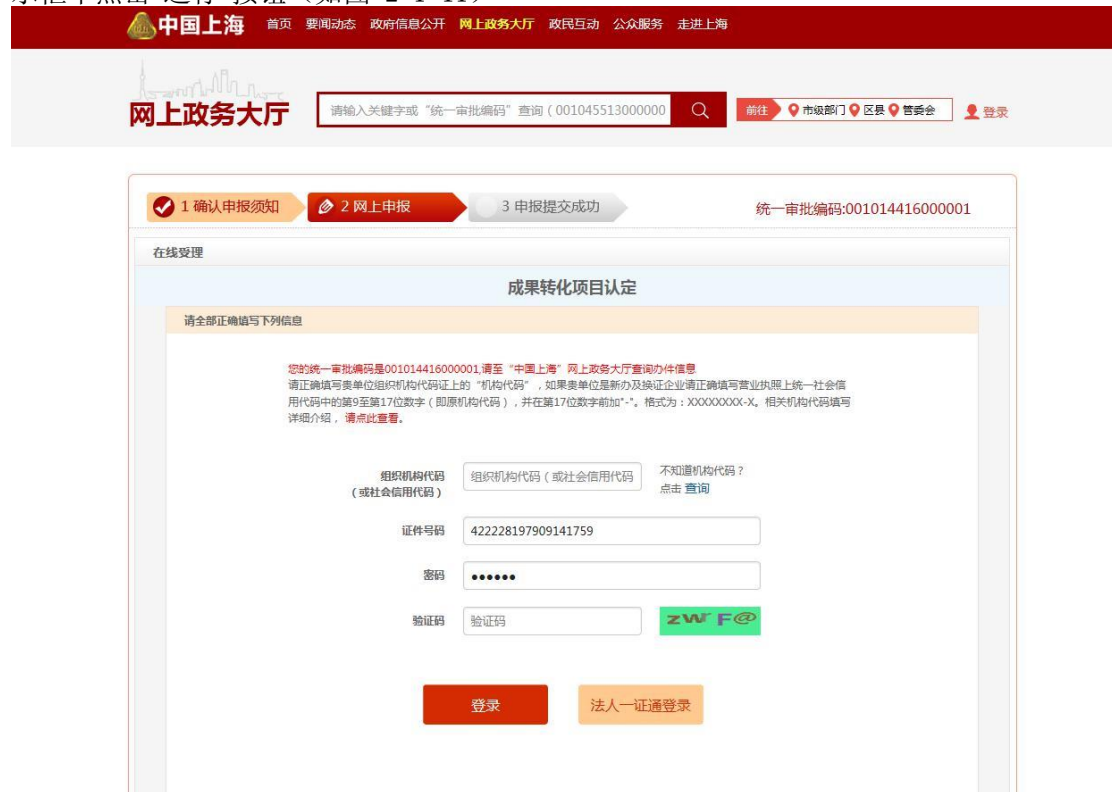 示框中点击"运行"按钮（如图 2-1-11）
中国上海 首页 要闻动态 政府信息公开 网上政务大厅 政民互动 公众服务 走进上海
网上政务大厅 请输入关键字或“统一审批编码”查询 ( 001045513000000 前往 市级部门 区县 管委会 登录
1 确认申报须知 2 网上申报 3 申报提交成功 统一审批编码:001014416000001
在线受理
成果转化项目认定
请全部正确填写下列信息
您的统一审批编码是001014416000001,请至“中国上海”网上政务大厅查询办件信息
请正确填写贵单位组织机构代码证上的“机构代码”，如果贵单位是新办及换证企业请正确填写营业执照上统一社会信
用代码中的第9至第17位数字 ( 即原机构代码 ) , 并在第17位数字前加"-"。格式为：XXXXXXXX-X。相关机构代码填写
详细介绍，请点此查看。
组织机构代码 组织机构代码 ( 或社会信用代码 不知道机构代码？
( 或社会信用代码 ) 点击 查询
证件号码 422228197909141759
密码 ●●●●●●
验证码 验证码 zwrF@
登录 法人一证通登录